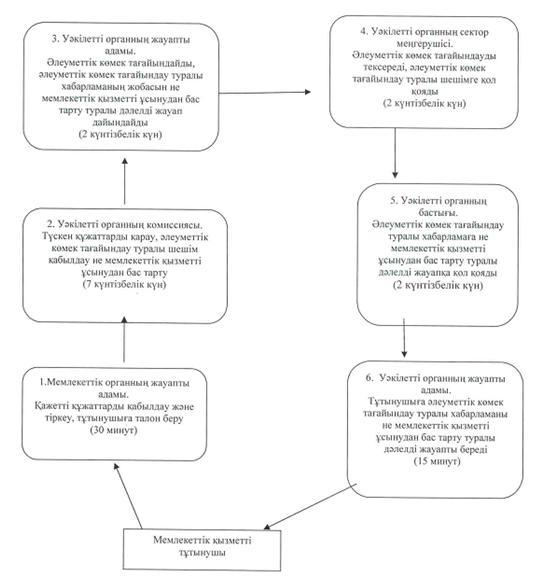 3. Уәкілетті органның жауапты
адамы.
Әлеуметтік көмек тағайындайды,
әлеуметтік көмек тағайындау туралы
хабарламаның жобасын не
мемлекеттік қызметті ұсынудан бас
тарту туралы дәлелді жауап
дайындайды
(2 күнтізбелік күн)
4. Уәкілетті органның сектор
меңгерушісі.
Әлеуметтік көмек тағайындауды
тексереді, әлеуметтік көмек
тағайындау туралы шешімге қол
қояды
(2 күнтізбелік күн)
2. Уәкілетті органның комиссиясы.
Түскен құжаттарды қарау, әлеуметтік
көмек тағайындау туралы шешім
қабылдау не мемлекеттік қызметті
ұсынудан бас тарту
(7 күнтізбелік күн)
5. Уәкілетті органның
бастығы.
Әлеуметтік көмек тағайындау
туралы хабарламаға не
мемлекеттік қызметті
ұсынудан бас тарту туралы
дәлелді жауапқа қол қояды
(2 күнтізбелік күн)
1.Мемлекеттік органның жауапты
адамы.
Қажетті құжаттарды қабылдау және
тіркеу, тұтынушыға талон беру
(30 минут)
6. Уәкілетті органның жауапты
адамы.
Тұтынушыға әлеуметтік көмек
тағайындау туралы хабарламаны
не мемлекеттік қызметті
ұсынудан бас тарту туралы
дәлелді жауапты береді
(15 минут)
Мемлекеттік қызметті
тұтынушы